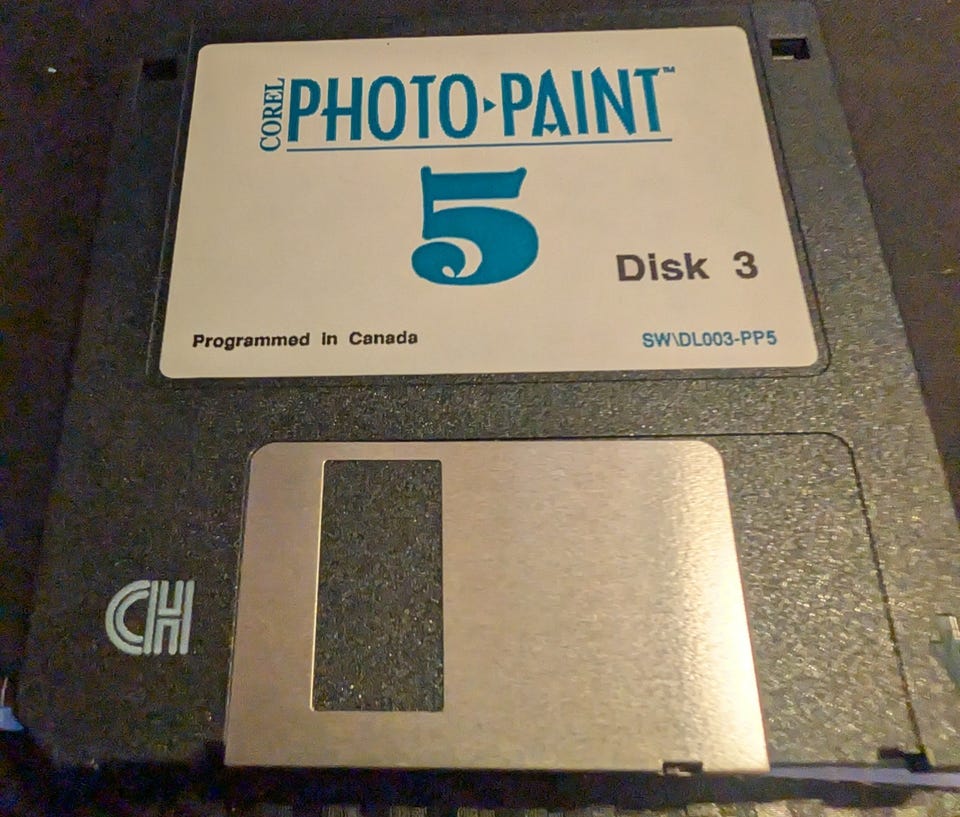 COREL PHOTO▸PAINT™
5
Disk 3
Programmed in Canada
SW\DL003-PP5
CH